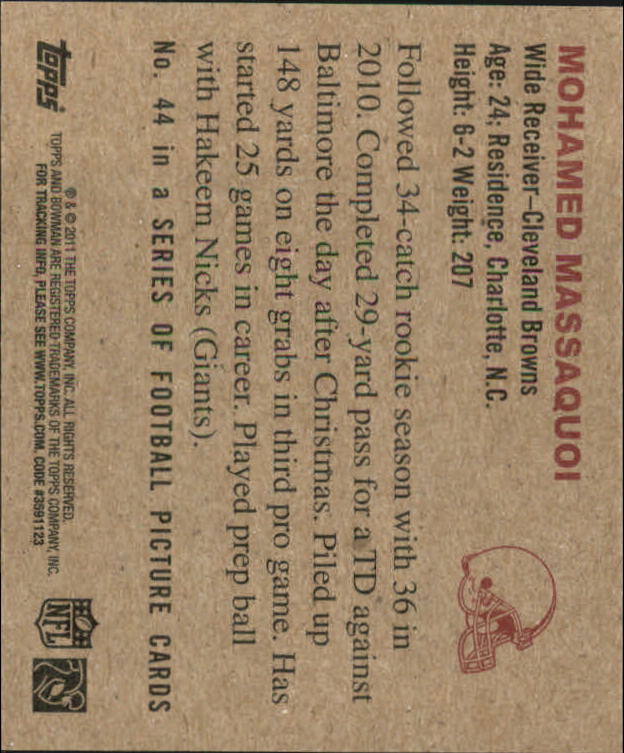 MOHAMED MASSAQUOI
Wide Receiver–Cleveland Browns
Age: 24; Residence, Charlotte, N.C.
Height: 6-2 Weight: 207
Followed 34-catch rookie season with 36 in
2010. Completed 29-yard pass for a TD against
Baltimore the day after Christmas. Piled up
148 yards on eight grabs in third pro game. Has
started 25 games in career. Played prep ball
with Hakeem Nicks (Giants).
No. 44 in a SERIES OF FOOTBALL PICTURE CARDS
topps
® & © 2011 THE TOPPS COMPANY, INC. ALL RIGHTS RESERVED.
TOPPS AND BOWMAN ARE REGISTERED TRADEMARKS OF THE TOPPS COMPANY, INC.
FOR TRACKING INFO, PLEASE SEE WWW.TOPPS.COM. CODE #3591123
NFL